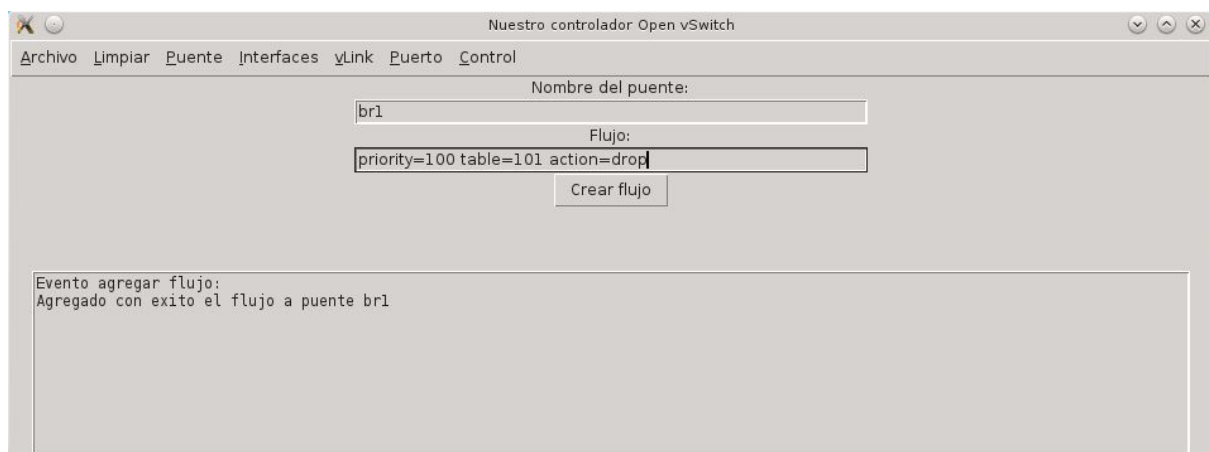 Nuestro controlador Open vSwitch
Archivo Limpiar Puente Interfaces vLink Puerto Control
Nombre del puente:
br1
Flujo:
priority=100 table=101 action=drop
Crear flujo
Evento agregar flujo:
Agregado con exito el flujo a puente br1